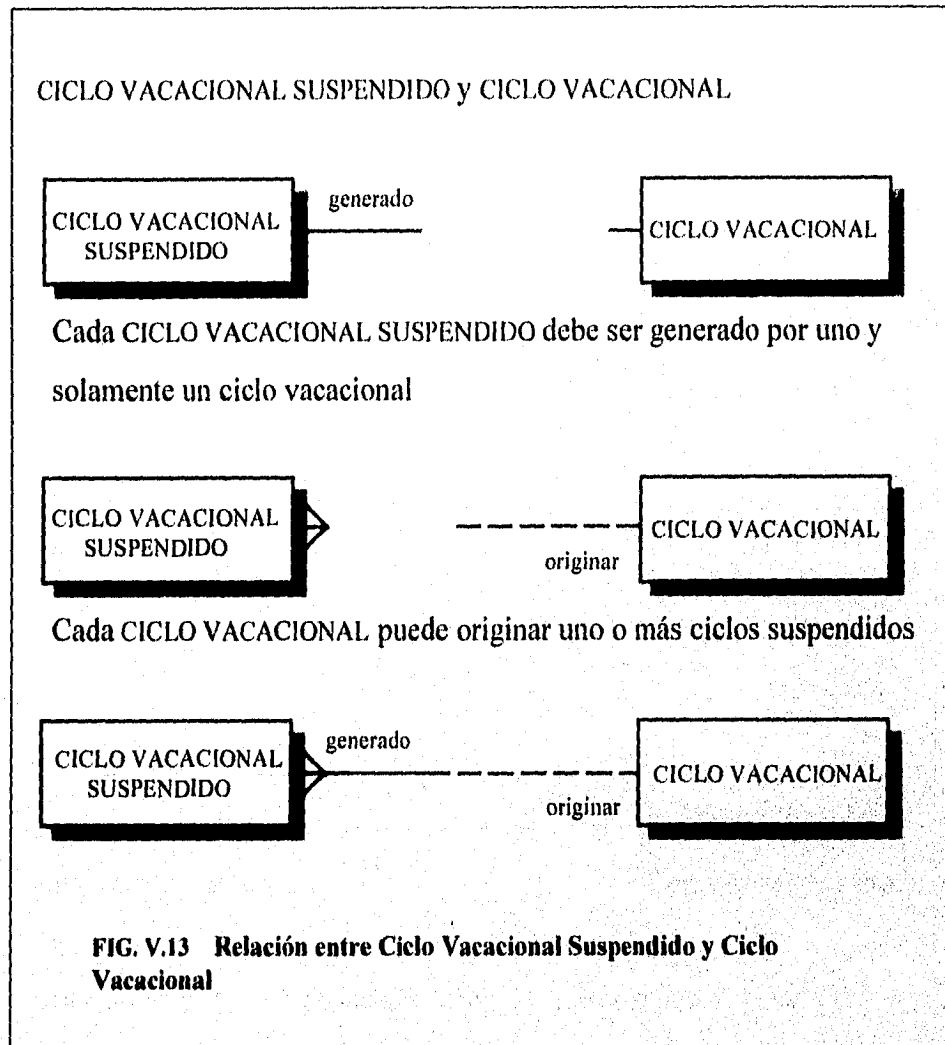 CICLO VACACIONAL SUSPENDIDO y CICLO VACACIONAL
CICLO VACACIONAL
SUSPENDIDO
generado
CICLO VACACIONAL
Cada CICLO VACACIONAL SUSPENDIDO debe ser generado por uno y
solamente un ciclo vacacional
CICLO VACACIONAL
SUSPENDIDO
originar
CICLO VACACIONAL
Cada CICLO VACACIONAL puede originar uno o más ciclos suspendidos
CICLO VACACIONAL
SUSPENDIDO
generado
originar
CICLO VACACIONAL
FIG. V.13 Relación entre Ciclo Vacacional Suspendido y Ciclo
Vacacional